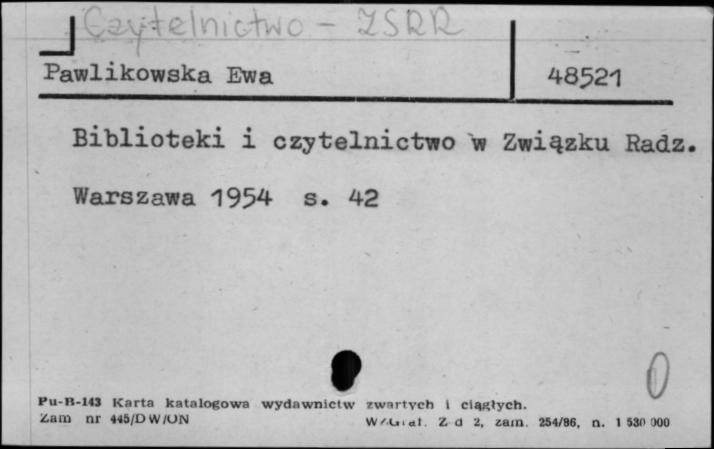 Czytelnictwo - ZSRR
Pawlikowska Ewa 48521
Biblioteki i czytelnictwo w Związku Radz.
Warszawa 1954 s. 42
0
Pu-B-143 Karta katalogowa wydawnictw zwartych i ciągłych.
Zam nr 445/DW/ON Z-d 2, zam. 254/86, n. 1 530 000